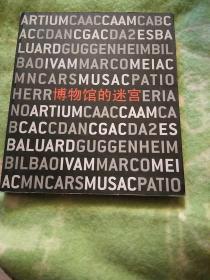 ARTIUMCAACCAAMCABC
ACCDANCGACDA2ESBA
LUARDGUGGENHEIMBIL
BAOIVAMMARCOMEIAC
MNCARSMUSACPATIO
HERR博物馆的迷宫ERIA
NOARTIUMCAACCAAMCA
BCACCDANCGACDA2ES
BALUARDGUGGENHEIM
BILBAOIVAMMARCOMEI
ACMNCARSMUSACPATIO